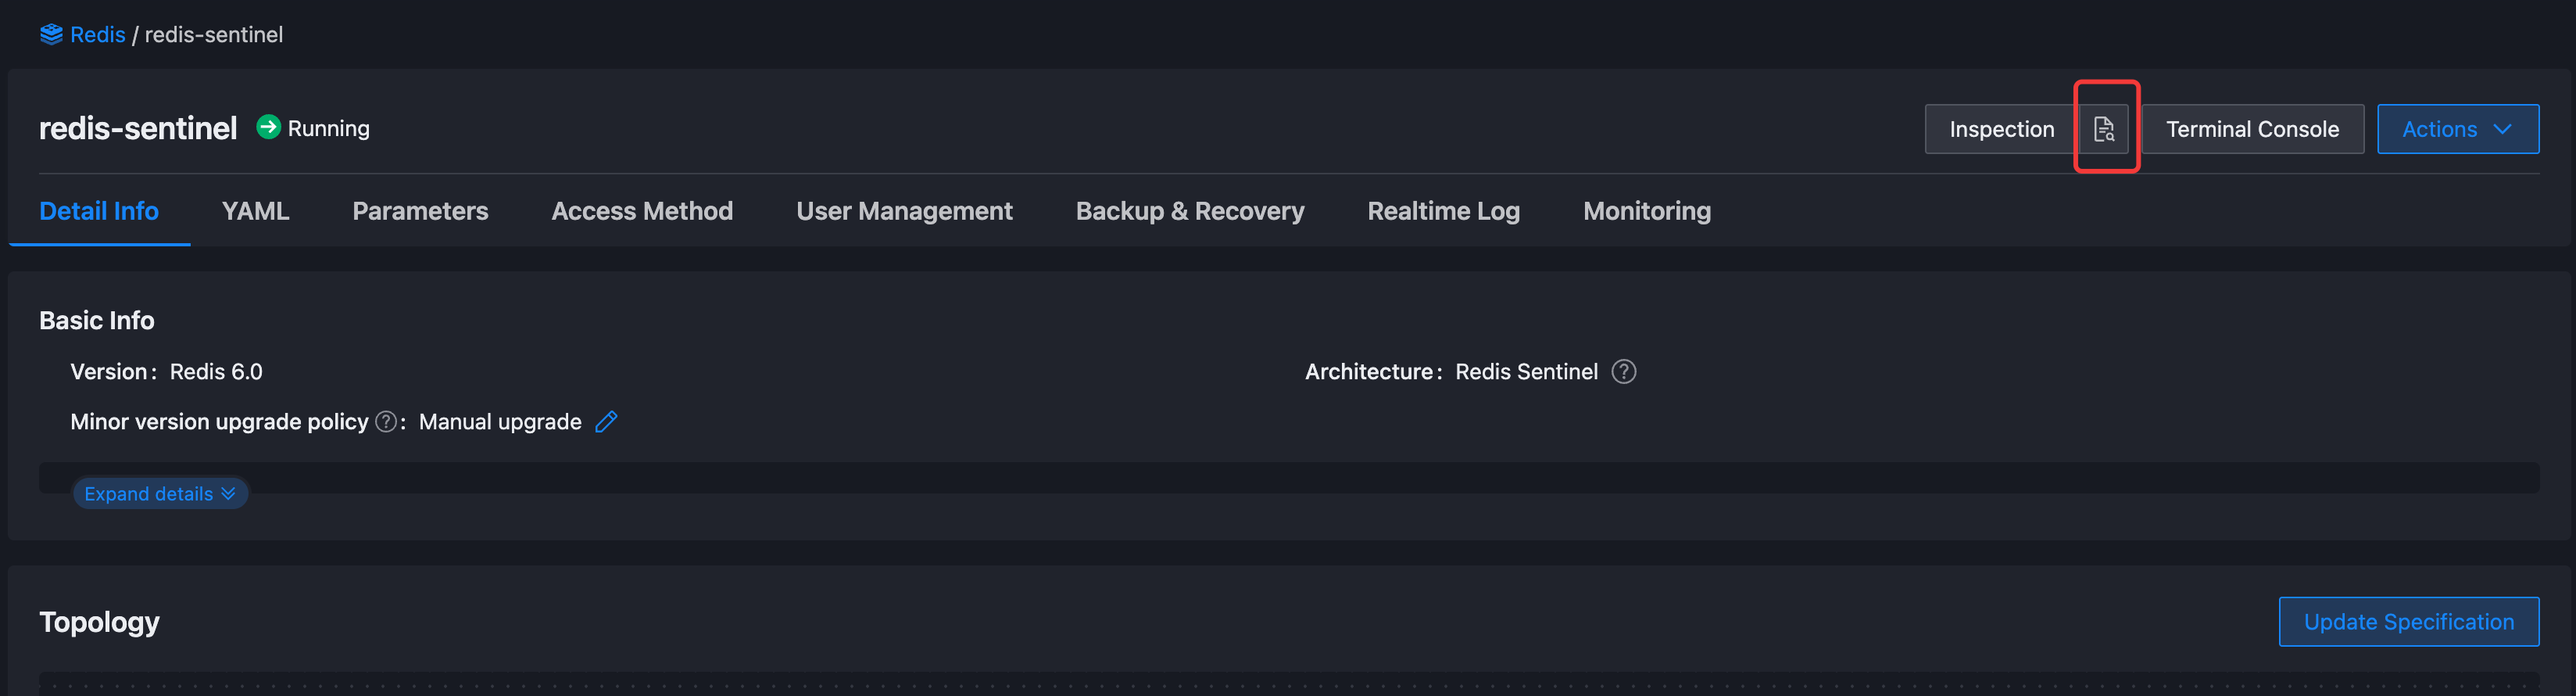 Redis / redis-sentinel
redis-sentinel Running
Inspection Terminal Console Actions
Detail Info YAML Parameters Access Method User Management Backup & Recovery Realtime Log Monitoring
Basic Info
Version: Redis 6.0 Architecture: Redis Sentinel ?
Minor version upgrade policy ?: Manual upgrade
Expand details
Topology Update Specification